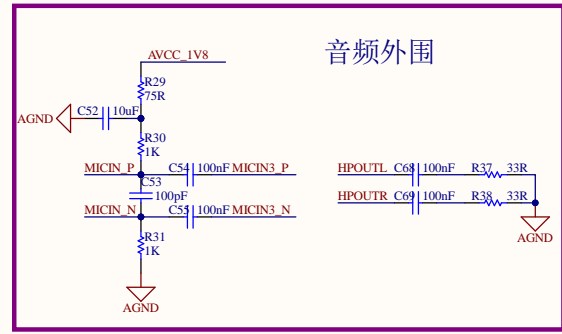 音频外围
AVCC_1V8
R29
75R
C52 10uF
AGND
R30
1K
MICIN_P C54 100nF MICIN3_P
C53
100pF
MICIN_N C55 100nF MICIN3_N
R31
1K
AGND
HPOUTL C68 100nF R37 33R
HPOUTR C69 100nF R38 33R
AGND